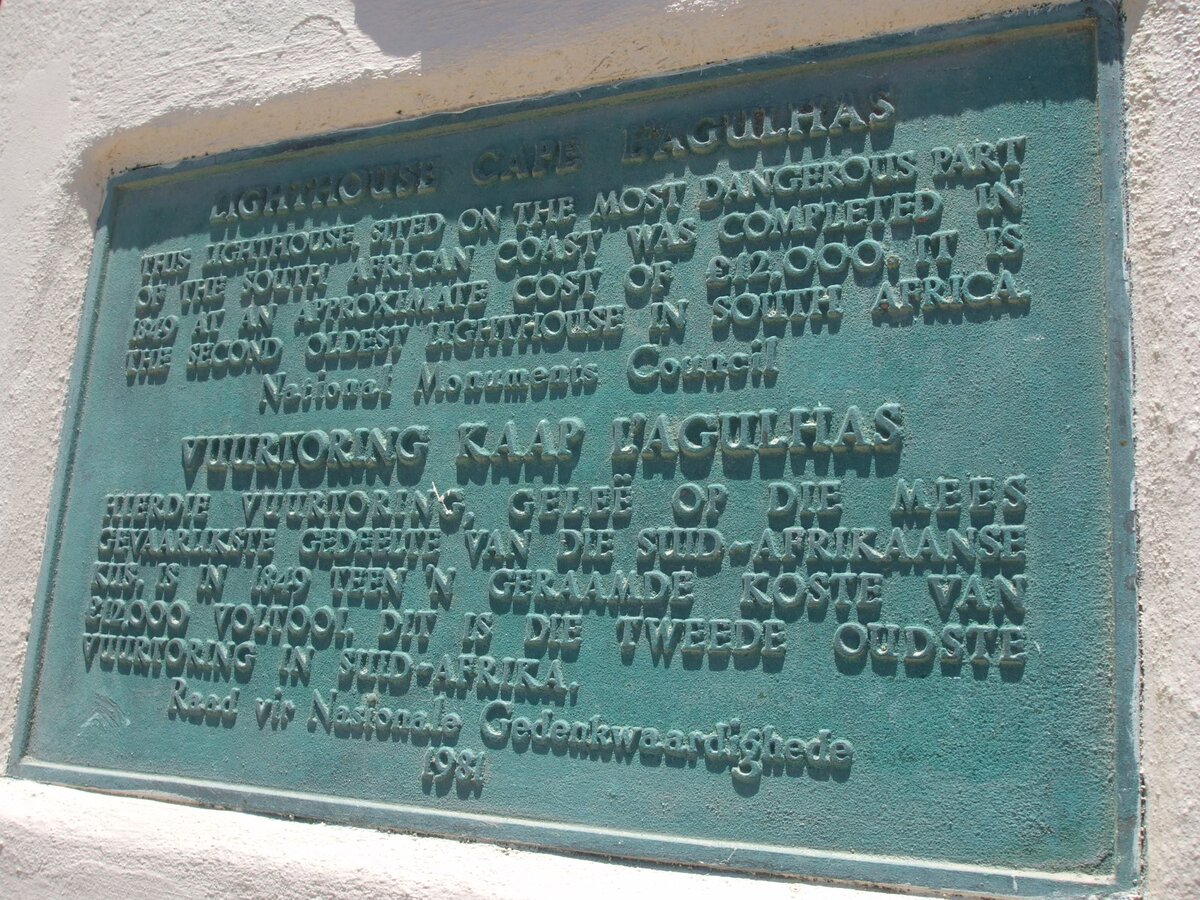 LIGHTHOUSE CAPE L'AGULHAS
THIS LIGHTHOUSE, SITED ON THE MOST DANGEROUS PART
OF THE SOUTH AFRICAN COAST WAS COMPLETED IN
1849 AT AN APPROXIMATE COST OF £12,000. IT IS
THE SECOND OLDEST LIGHTHOUSE IN SOUTH AFRICA.
National Monuments Council
VUURTORING KAAP L'AGULHAS
HIERDIE VUURTORING, GELEË OP DIE MEES
GEVAARLIKSTE GEDEELTE VAN DIE SUID-AFRIKAANSE
KUS, IS IN 1849 TEEN 'N GERAAMDE KOSTE VAN
£12,000 VOLTOOI. DIT IS DIE TWEEDE OUDSTE
VUURTORING IN SUID-AFRIKA.
Raad vir Nasionale Gedenkwaardighede
1981